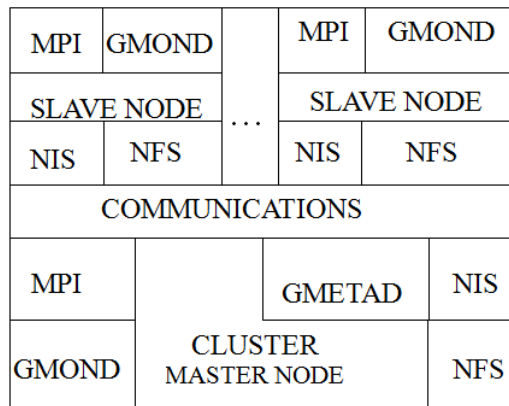 MPI GMOND MPI GMOND
SLAVE NODE ... SLAVE NODE
NIS NFS NIS NFS
COMMUNICATIONS
MPI GMETAD NIS
GMOND CLUSTER NFS
MASTER NODE